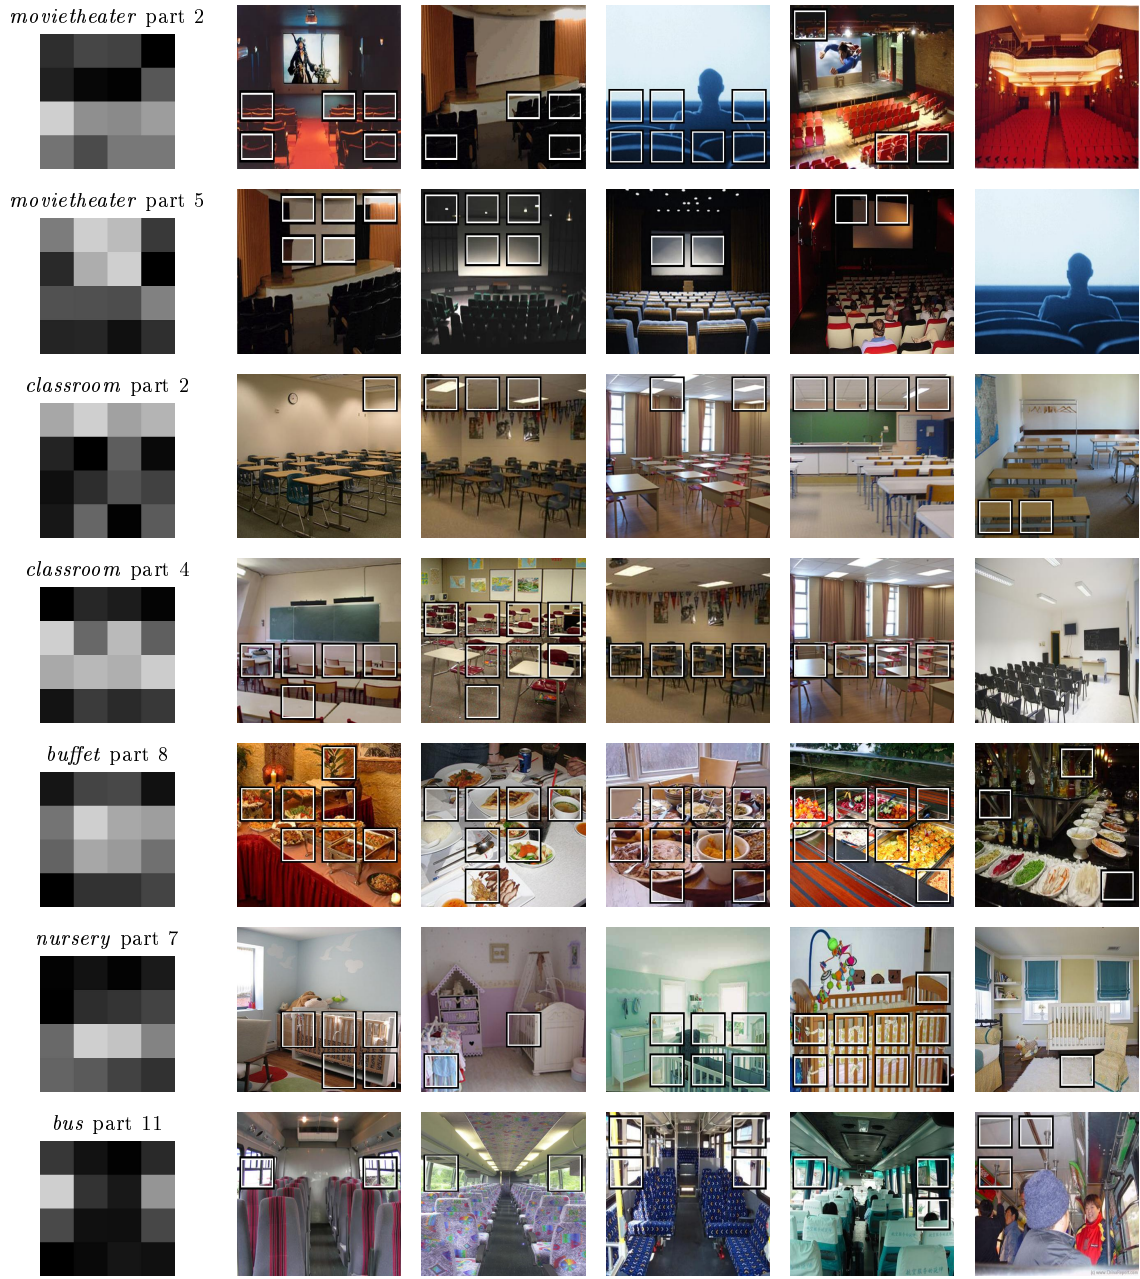 movietheater part 2
movietheater part 5
classroom part 2
classroom part 4
buffet part 8
nursery part 7
bus part 11